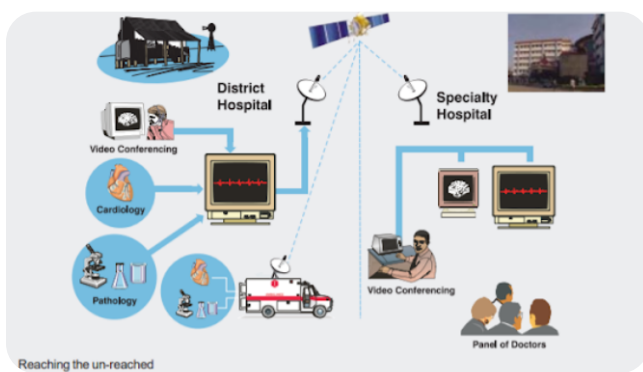 District
Hospital
Specialty
Hospital
Video Conferencing
Cardiology
Pathology
Video Conferencing
Panel of Doctors
Reaching the un-reached